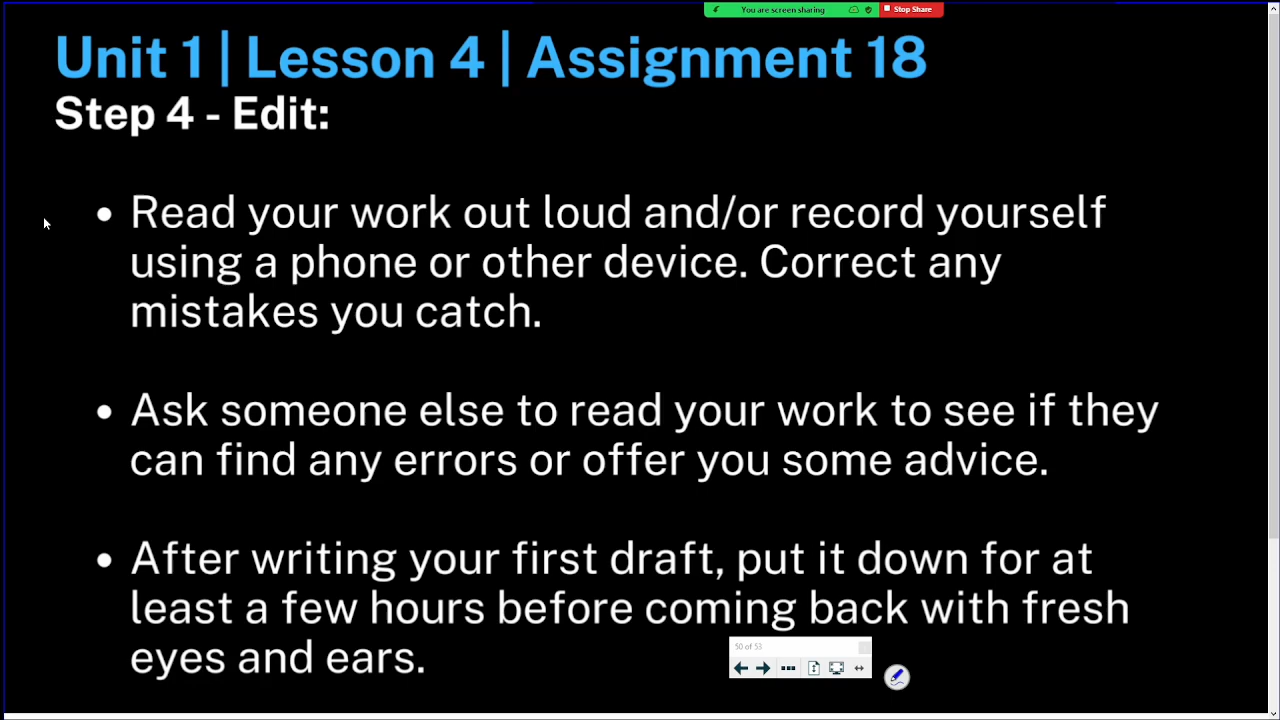 You are screen sharing
Stop Share
Unit 1 | Lesson 4 | Assignment 18
Step 4 - Edit:
• Read your work out loud and/or record yourself
using a phone or other device. Correct any
mistakes you catch.
• Ask someone else to read your work to see if they
can find any errors or offer you some advice.
• After writing your first draft, put it down for at
least a few hours before coming back with fresh
eyes and ears.
50 of 53